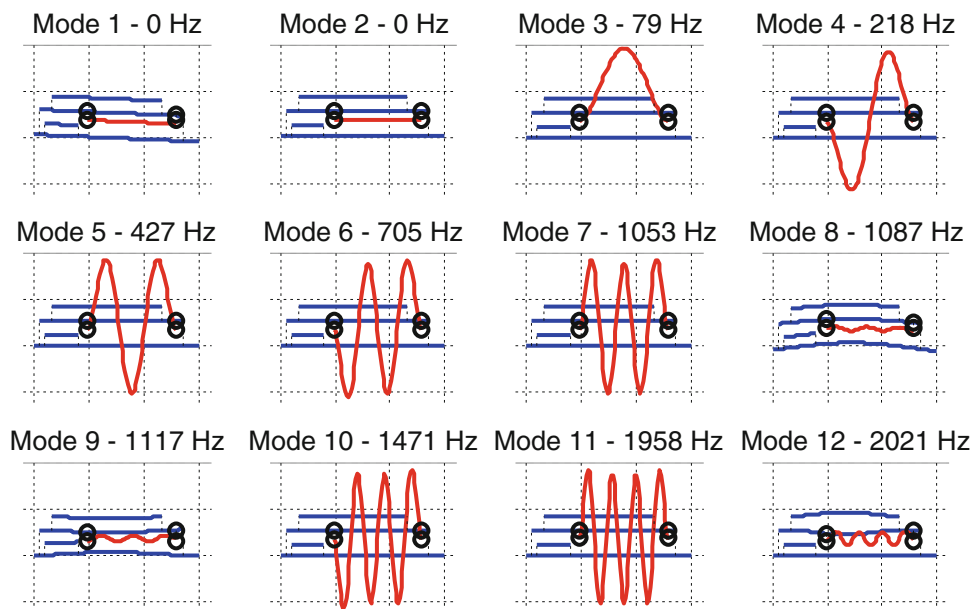 Mode 1 - 0 Hz Mode 2 - 0 Hz Mode 3 - 79 Hz Mode 4 - 218 Hz
Mode 5 - 427 Hz Mode 6 - 705 Hz Mode 7 - 1053 Hz Mode 8 - 1087 Hz
Mode 9 - 1117 Hz Mode 10 - 1471 Hz Mode 11 - 1958 Hz Mode 12 - 2021 Hz